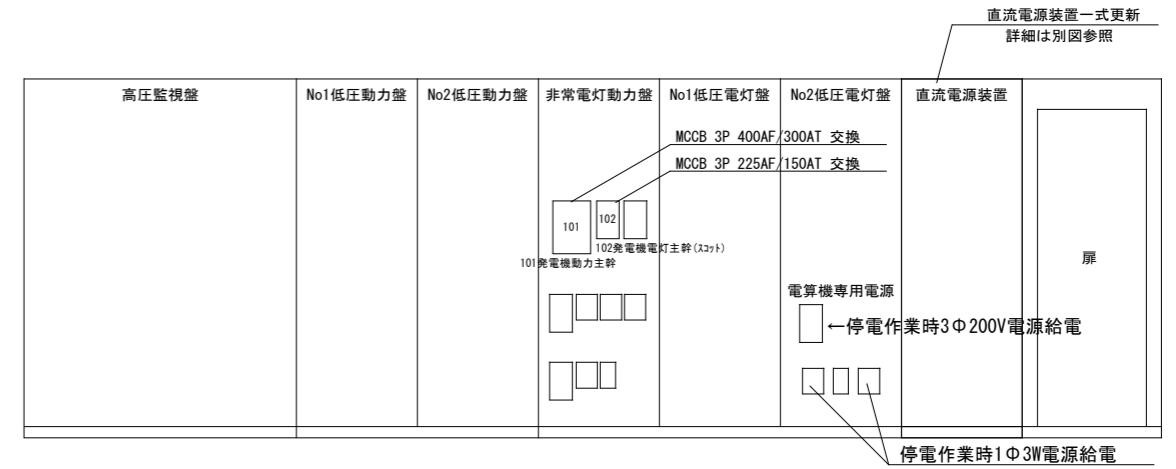 直流電源装置一式更新
詳細は別図参照
高圧監視盤
No1低圧動力盤
No2低圧動力盤
非常電灯動力盤
No1低圧電灯盤
No2低圧電灯盤
直流電源装置
MCCB 3P 400AF/300AT 交換
MCCB 3P 225AF/150AT 交換
101
102
102発電機電灯主幹(ｽｺｯﾄ)
101発電機動力主幹
扉
電算機専用電源
←停電作業時3Φ200V電源給電
停電作業時1Φ3W電源給電